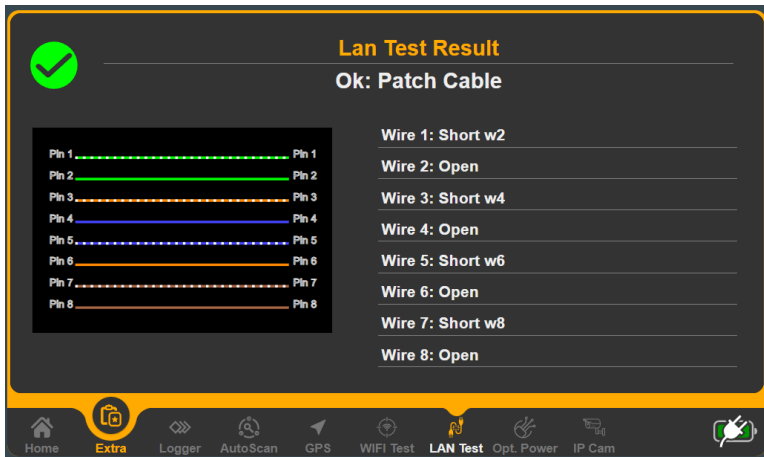 Lan Test Result
Ok: Patch Cable
Pin 1 Pin 1
Pin 2 Pin 2
Pin 3 Pin 3
Pin 4 Pin 4
Pin 5 Pin 5
Pin 6 Pin 6
Pin 7 Pin 7
Pin 8 Pin 8
Wire 1: Short w2
Wire 2: Open
Wire 3: Short w4
Wire 4: Open
Wire 5: Short w6
Wire 6: Open
Wire 7: Short w8
Wire 8: Open
Home Extra Logger AutoScan GPS WIFI Test LAN Test Opt. Power IP Cam